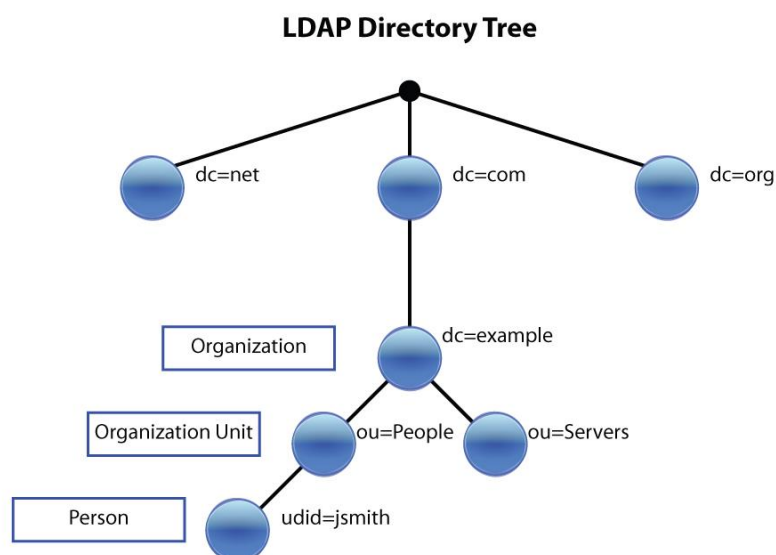 LDAP Directory Tree
dc=net
dc=com
dc=org
dc=example
Organization
Organization Unit
ou=People
ou=Servers
Person
udid=jsmith